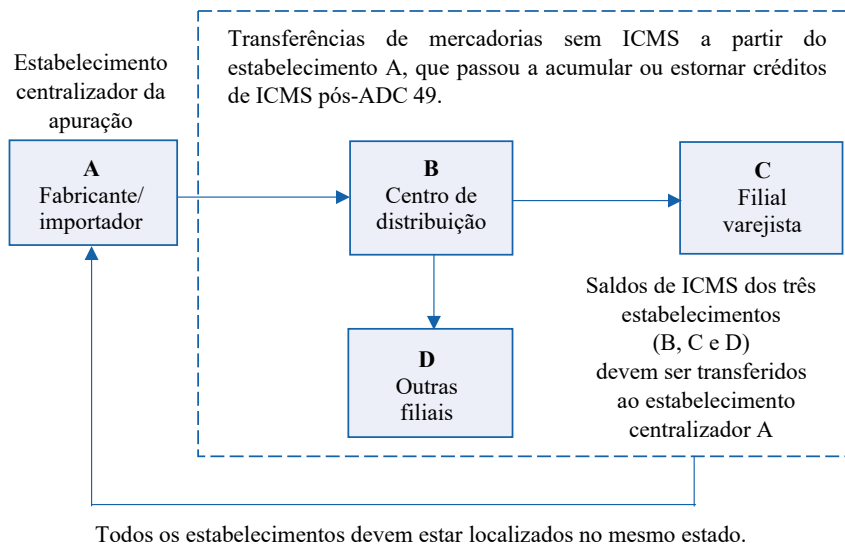 Transferências de mercadorias sem ICMS a partir do
estabelecimento A, que passou a acumular ou estornar créditos
de ICMS pós-ADC 49.
Estabelecimento
centralizador da
apuração
A
Fabricante/
importador
B
Centro de
distribuição
C
Filial
varejista
D
Outras
filiais
Saldos de ICMS dos três
estabelecimentos
(B, C e D)
devem ser transferidos
ao estabelecimento
centralizador A
Todos os estabelecimentos devem estar localizados no mesmo estado.